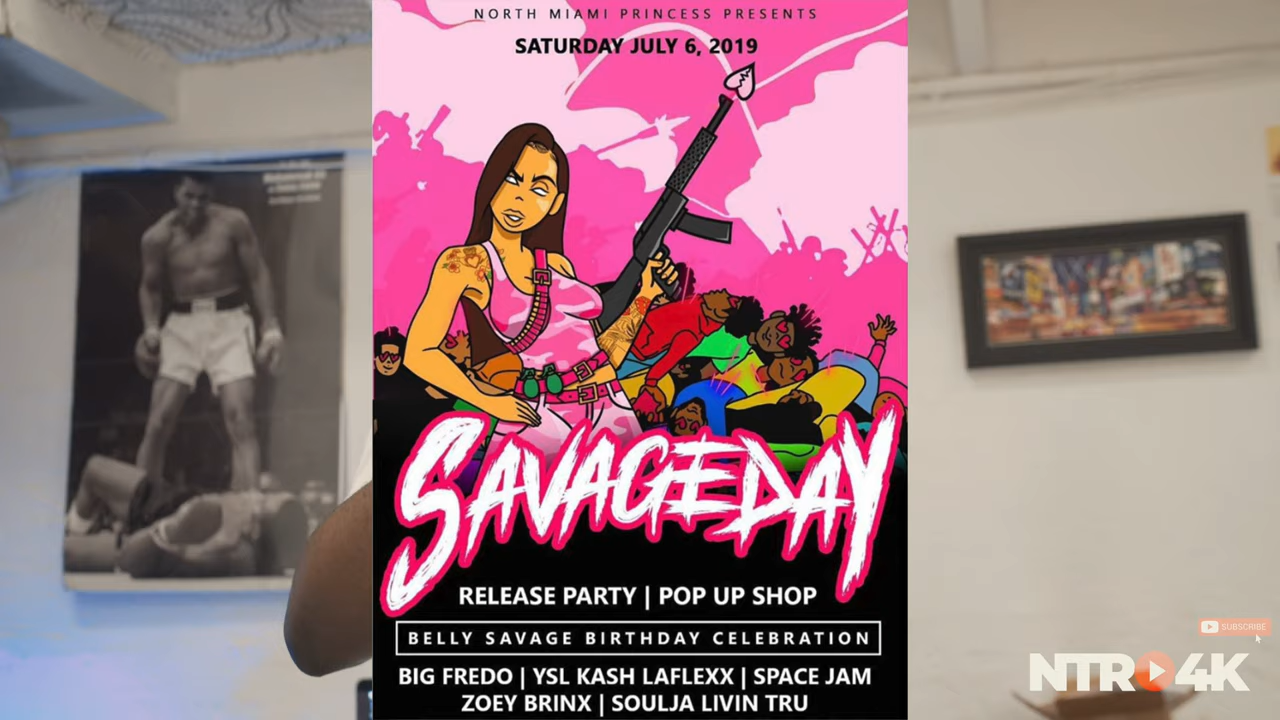 NORTH MIAMI PRINCESS PRESENTS
SATURDAY JULY 6, 2019
SAVAGEDAY
RELEASE PARTY | POP UP SHOP
BELLY SAVAGE BIRTHDAY CELEBRATION
BIG FREDO | YSL KASH LAFLEXX | SPACE JAM
ZOEY BRINX | SOULJA LIVIN TRU
SUBSCRIBE
NTR 4K